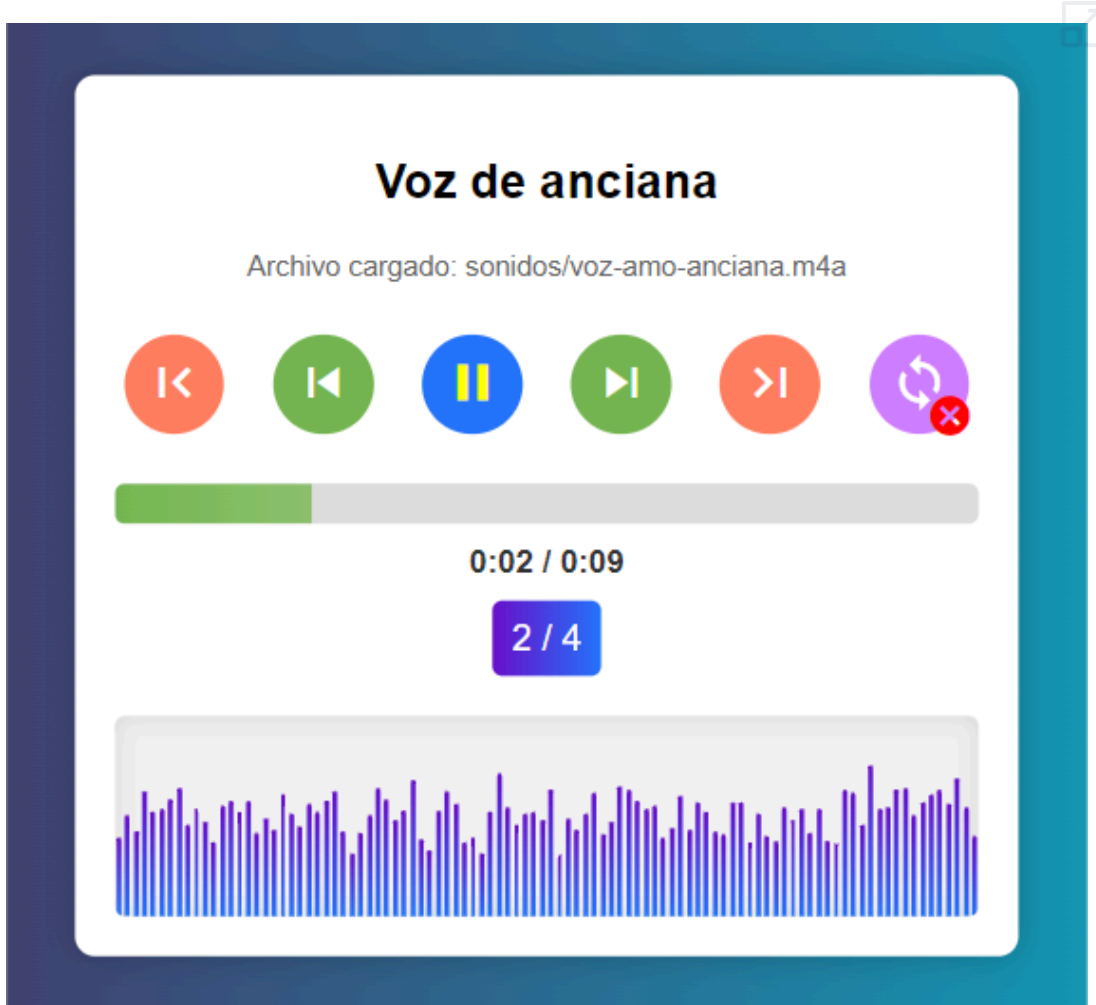 Voz de anciana
Archivo cargado: sonidos/voz-amo-anciana.m4a
0:02 / 0:09
2 / 4